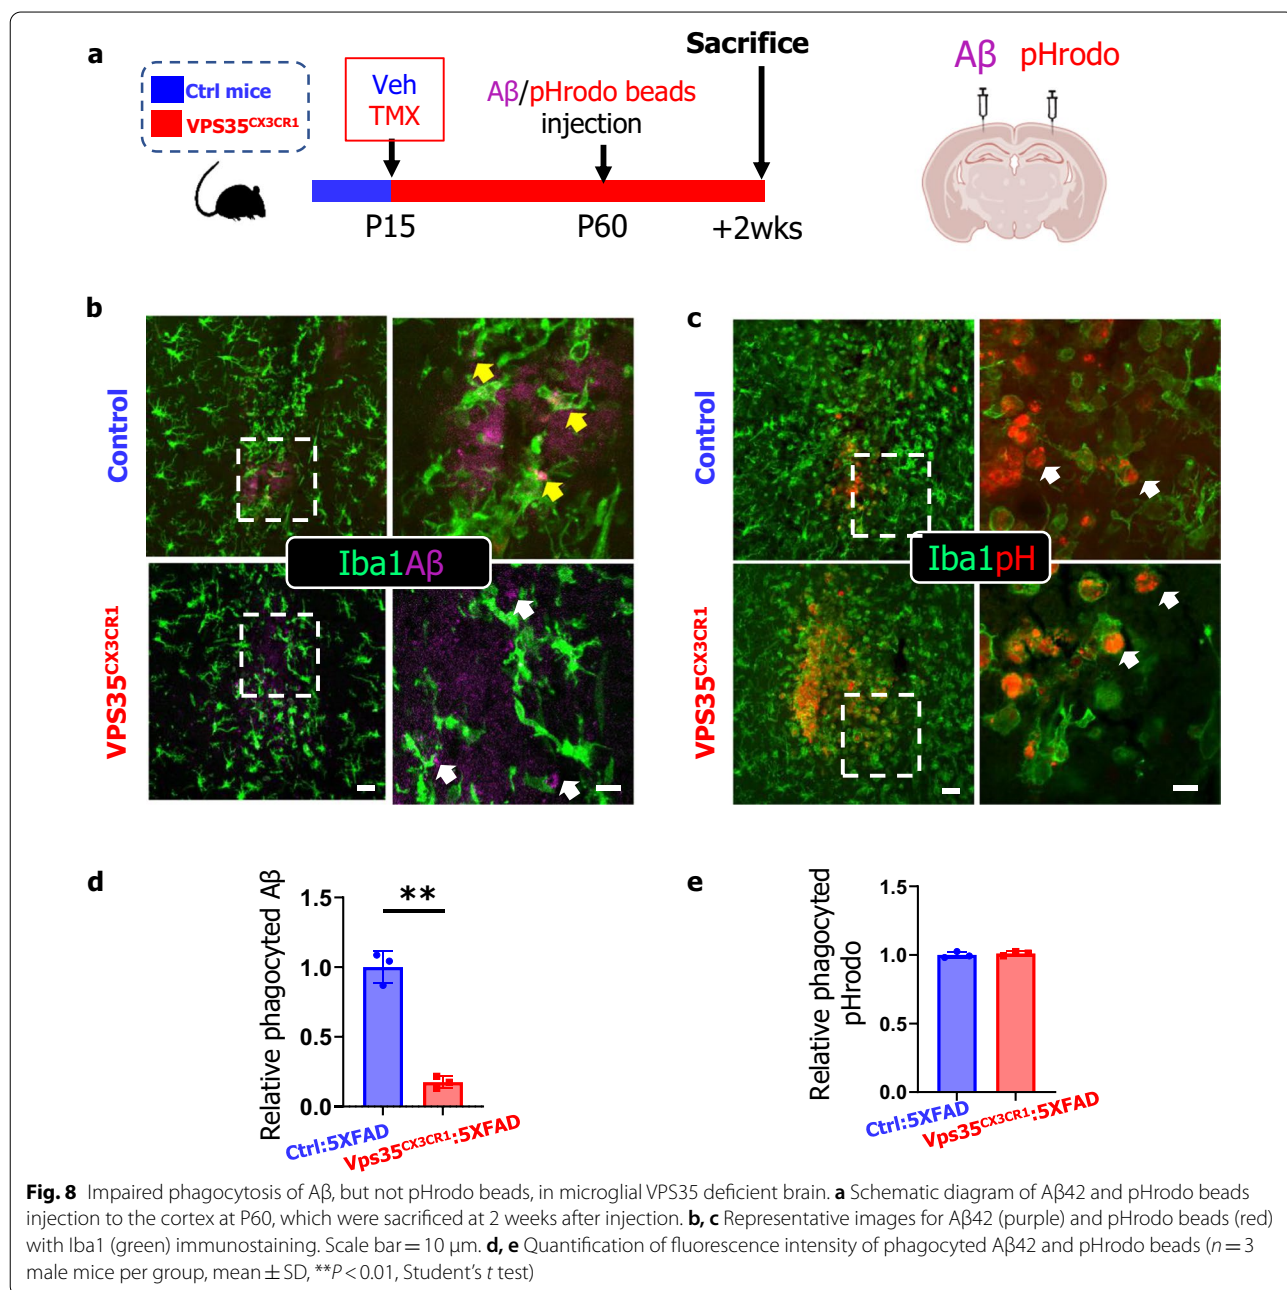 a
Ctrl mice
VPS35CX3CR1
Veh
TMX
Aβ/pHrodo beads
injection
Sacrifice
P15
P60
+2wks
Aβ pHrodo
b
Control
VPS35CX3CR1
Iba1Aβ
c
Control
VPS35CX3CR1
Iba1pH
d
Relative phagocyted Aβ
1.5
1.0
0.5
0.0
**
Ctrl:5XFAD
Vps35CX3CR1:5XFAD
e
Relative phagocyted
pHrodo
1.5
1.0
0.5
0.0
Ctrl:5XFAD
Vps35CX3CR1:5XFAD
Fig. 8 Impaired phagocytosis of Aβ, but not pHrodo beads, in microglial VPS35 deficient brain. a Schematic diagram of Aβ42 and pHrodo beads
injection to the cortex at P60, which were sacrificed at 2 weeks after injection. b, c Representative images for Aβ42 (purple) and pHrodo beads (red)
with Iba1 (green) immunostaining. Scale bar = 10 μm. d, e Quantification of fluorescence intensity of phagocyted Aβ42 and pHrodo beads (n = 3
male mice per group, mean ± SD, **P < 0.01, Student's t test)